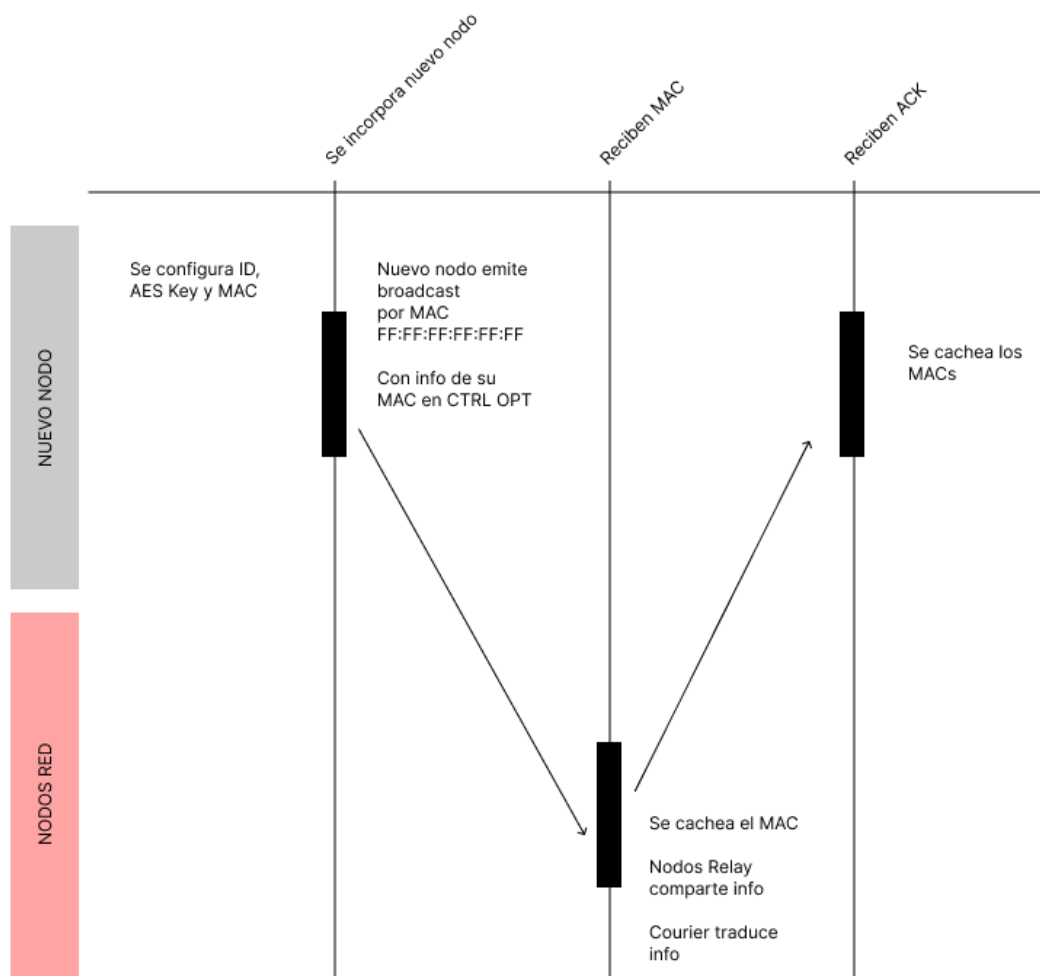 Se incorpora nuevo nodo
Reciben MAC
Reciben ACK
NUEVO NODO
Se configura ID,
AES Key y MAC
Nuevo nodo emite
broadcast
por MAC
FF:FF:FF:FF:FF:FF
Con info de su
MAC en CTRL OPT
Se cachea los
MACs
NODOS RED
Se cachea el MAC
Nodos Relay
comparte info
Courier traduce
info